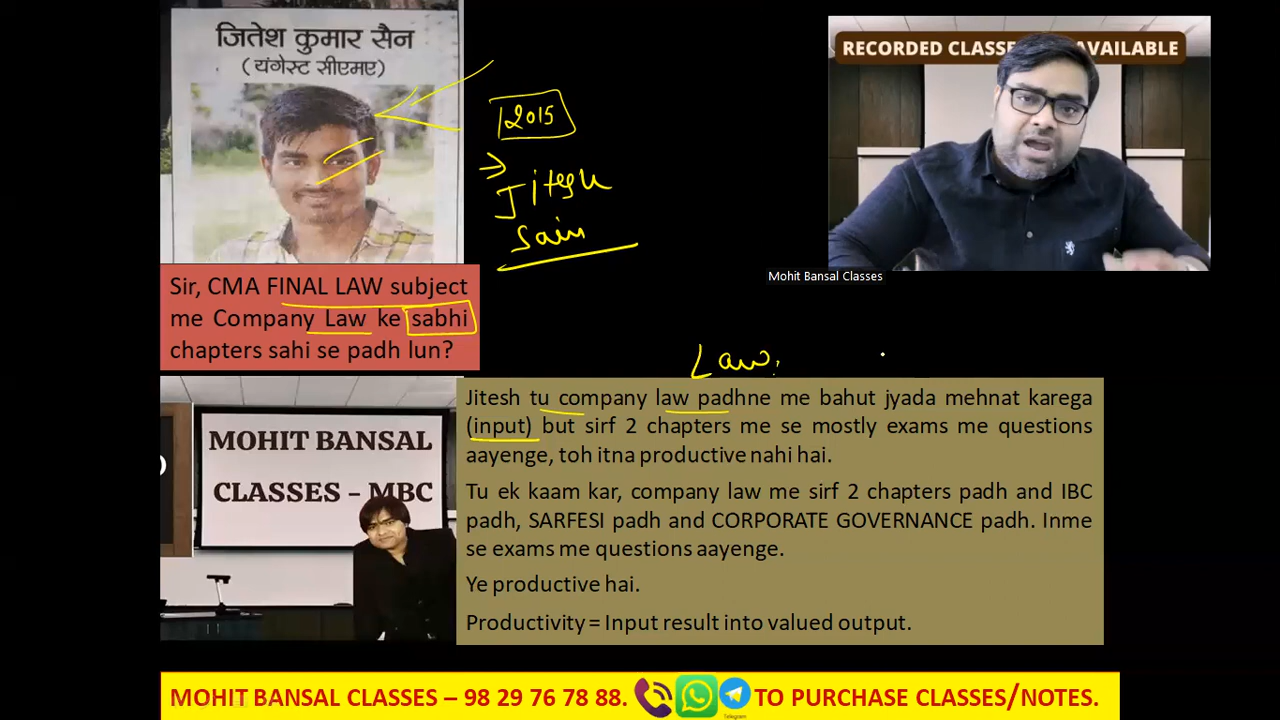 जितेश कुमार सैन
(यंगेस्ट सीएमए)
2015
Jitesh
Sain
RECORDED CLASSE
AVAILABLE
Mohit Bansal Classes
Sir, CMA FINAL LAW subject
me Company Law ke sabhi
chapters sahi se padh lun?
Law
MOHIT BANSAL
CLASSES – MBC
Jitesh tu company law padhne me bahut jyada mehnat karega
(input) but sirf 2 chapters me se mostly exams me questions
aayenge, toh itna productive nahi hai.
Tu ek kaam kar, company law me sirf 2 chapters padh and IBC
padh, SARFESI padh and CORPORATE GOVERNANCE padh. Inme
se exams me questions aayenge.
Ye productive hai.
Productivity = Input result into valued output.
MOHIT BANSAL CLASSES – 98 29 76 78 88. TO PURCHASE CLASSES/NOTES.
Telegram